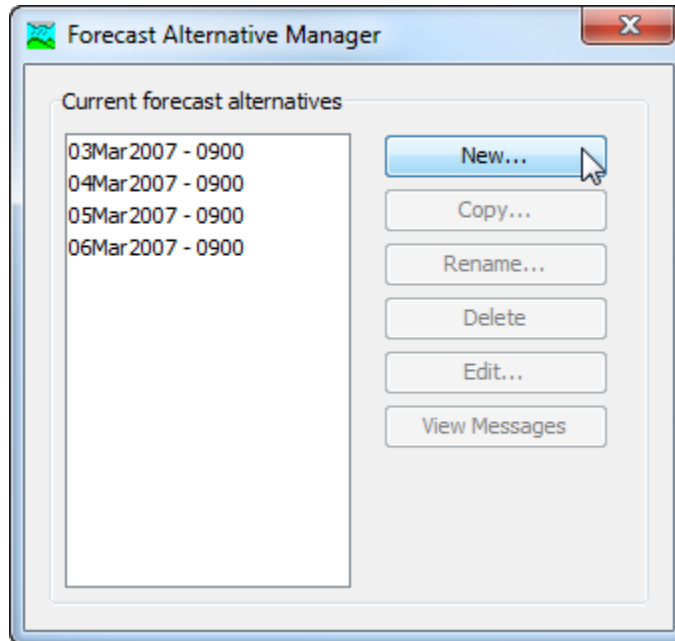 Forecast Alternative Manager
Current forecast alternatives
03Mar2007 - 0900
04Mar2007 - 0900
05Mar2007 - 0900
06Mar2007 - 0900
New...
Copy...
Rename...
Delete
Edit...
View Messages